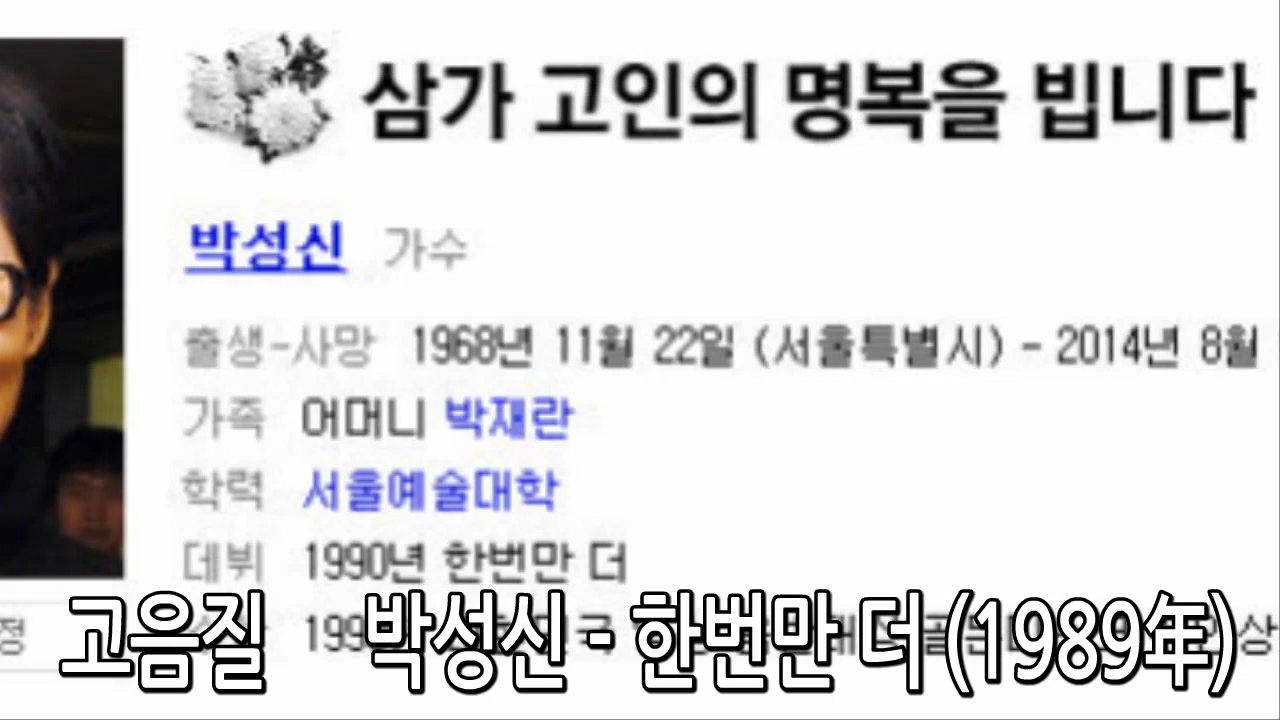 삼가 고인의 명복을 빕니다
박성신 가수
출생-사망 1968년 11월 22일 (서울특별시) - 2014년 8월
가족 어머니 박재란
학력 서울예술대학
데뷔 1990년 한번만 더
고음질 박성신 - 한번만 더 (1989年)